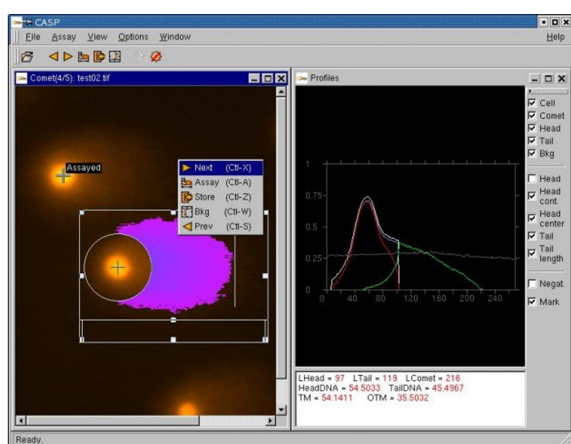 CASP
File Assay View Options Window Help
Comet(4/5): test02.tif
Assayed
Next (Ctl-X)
Assay (Ctl-A)
Store (Ctl-Z)
Bkg (Ctl-W)
Prev (Ctl-S)
Profiles
1
0.75
0.5
0.25
0 40 80 120 160 200 240
Cell
Comet
Head
Tail
Bkg
Head
Head cont.
Head center
Tail
Tail length
Negat.
Mark
LHead = 97 LTail = 119 LComet = 216
HeadDNA = 54.5033 TailDNA = 45.4967
TM = 54.1411 OTM = 35.5032
Ready.